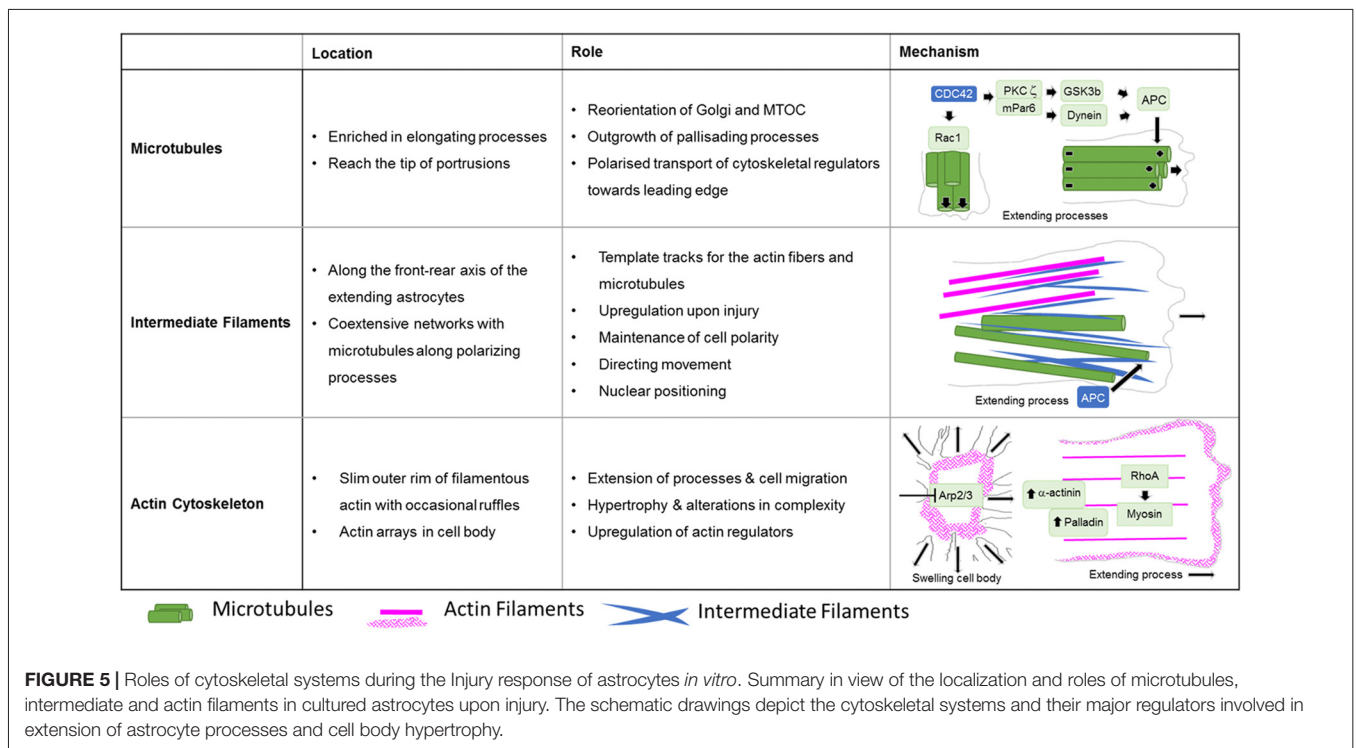 Location
Role
Mechanism
Microtubules
• Enriched in elongating processes
• Reach the tip of portrusions
• Reorientation of Golgi and MTOC
• Outgrowth of pallisading processes
• Polarised transport of cytoskeletal regulators
towards leading edge
CDC42
PKC ζ
mPar6
GSK3b
Dynein
APC
Rac1
Extending processes
Intermediate Filaments
• Along the front-rear axis of the
extending astrocytes
• Coextensive networks with
microtubules along polarizing
processes
• Template tracks for the actin fibers and
microtubules
• Upregulation upon injury
• Maintenance of cell polarity
• Directing movement
• Nuclear positioning
Extending process
APC
Actin Cytoskeleton
• Slim outer rim of filamentous
actin with occasional ruffles
• Actin arrays in cell body
• Extension of processes & cell migration
• Hypertrophy & alterations in complexity
• Upregulation of actin regulators
Arp2/3
Swelling cell body
α-actinin
Palladin
RhoA
Myosin
Extending process
Microtubules
Actin Filaments
Intermediate Filaments
FIGURE 5 | Roles of cytoskeletal systems during the Injury response of astrocytes in vitro. Summary in view of the localization and roles of microtubules,
intermediate and actin filaments in cultured astrocytes upon injury. The schematic drawings depict the cytoskeletal systems and their major regulators involved in
extension of astrocyte processes and cell body hypertrophy.